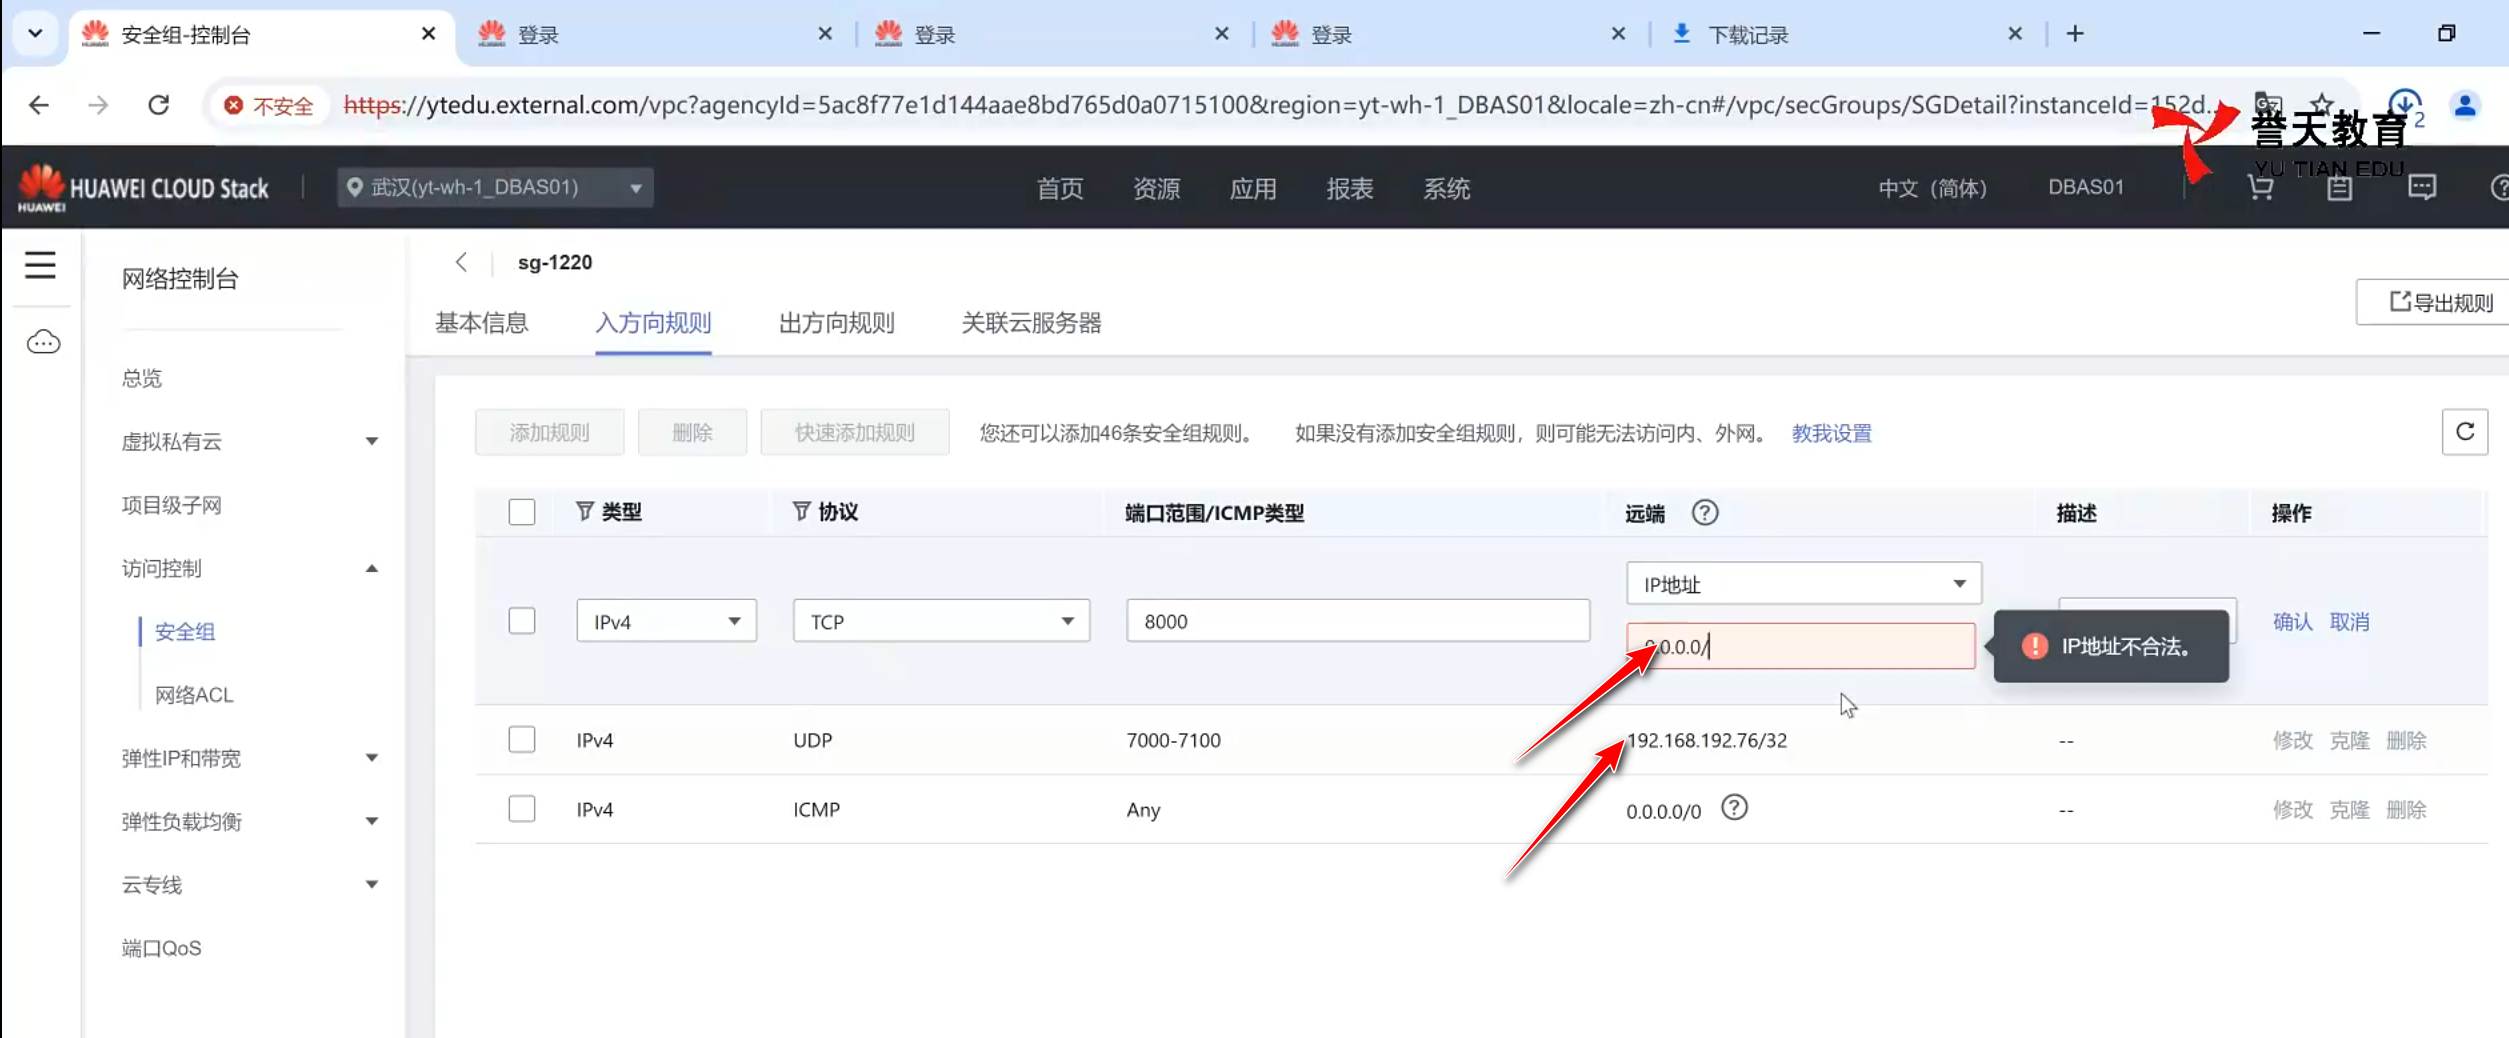 安全组-控制台
登录
登录
登录
下载记录
不安全
https://ytedu.external.com/vpc?agencyId=5ac8f77e1d144aae8bd765d0a0715100&region=yt-wh-1_DBAS01&locale=zh-cn#/vpc/secGroups/SGDetail?instanceId=152d...
2
誉天教育
YU TIAN EDU
HUAWEI
HUAWEI CLOUD Stack
武汉(yt-wh-1_DBAS01)
首页
资源
应用
报表
系统
中文（简体）
DBAS01
网络控制台
总览
虚拟私有云
项目级子网
访问控制
安全组
网络ACL
弹性IP和带宽
弹性负载均衡
云专线
端口QoS
sg-1220
导出规则
基本信息
入方向规则
出方向规则
关联云服务器
添加规则
删除
快速添加规则
您还可以添加46条安全组规则。
如果没有添加安全组规则，则可能无法访问内、外网。
教我设置
类型 协议 端口范围/ICMP类型 远端 描述 操作
IPv4 TCP 8000 IP地址 确认 取消
0.0.0.0/
IP地址不合法。
IPv4 UDP 7000-7100 192.168.192.76/32 -- 修改 克隆 删除
IPv4 ICMP Any 0.0.0.0/0 -- 修改 克隆 删除